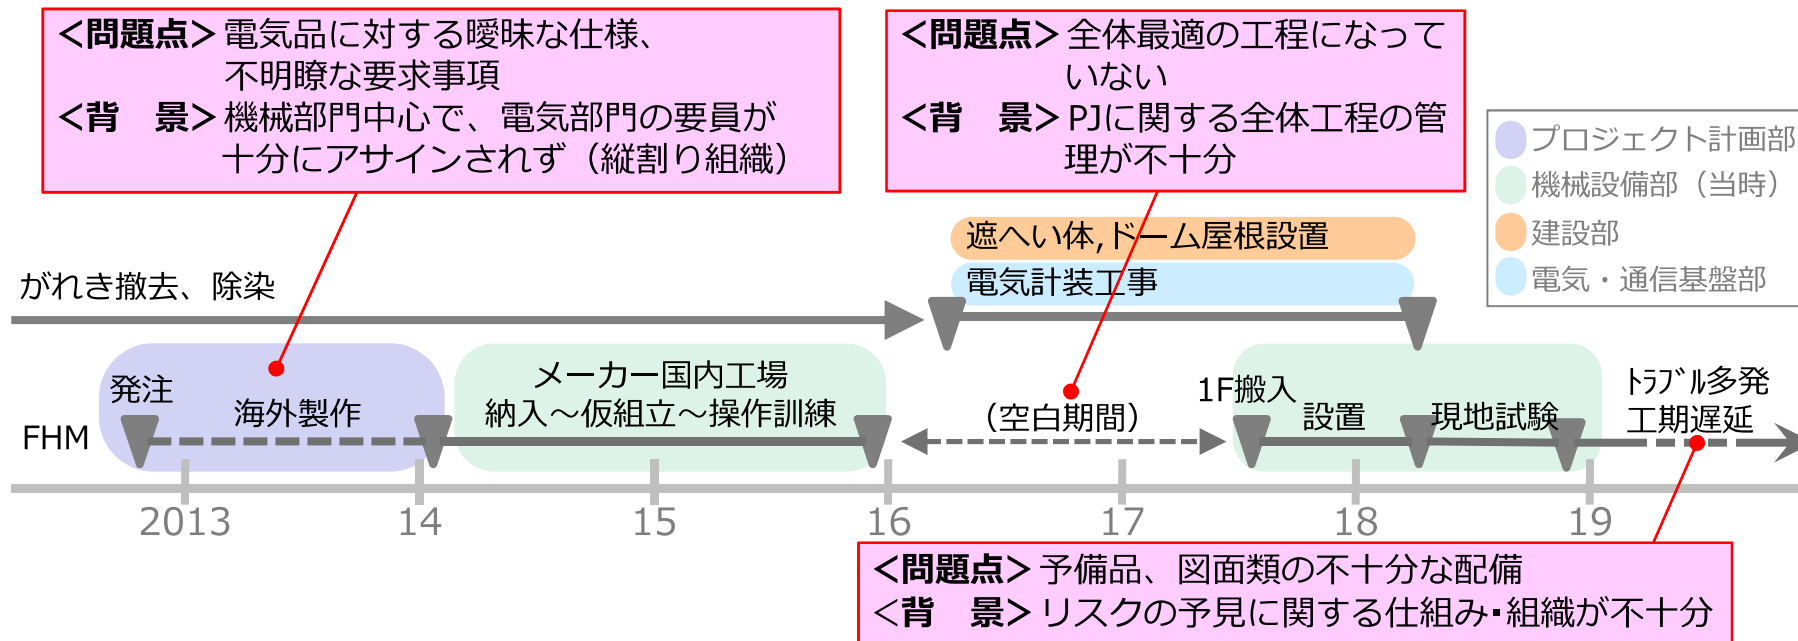 ＜問題点＞電気品に対する曖昧な仕様、
不明瞭な要求事項
＜背　景＞機械部門中心で、電気部門の要員が
十分にアサインされず（縦割り組織）
＜問題点＞全体最適の工程になって
いない
＜背　景＞PJに関する全体工程の管
理が不十分
プロジェクト計画部
機械設備部（当時）
建設部
電気・通信基盤部
遮へい体,ドーム屋根設置
電気計装工事
がれき撤去、除染
発注
海外製作
メーカー国内工場
納入～仮組立～操作訓練
（空白期間）
1F搬入
設置
現地試験
ﾄﾗﾌﾞﾙ多発
工期遅延
FHM
2013
14
15
16
17
18
19
＜問題点＞予備品、図面類の不十分な配備
＜背　景＞リスクの予見に関する仕組み･組織が不十分